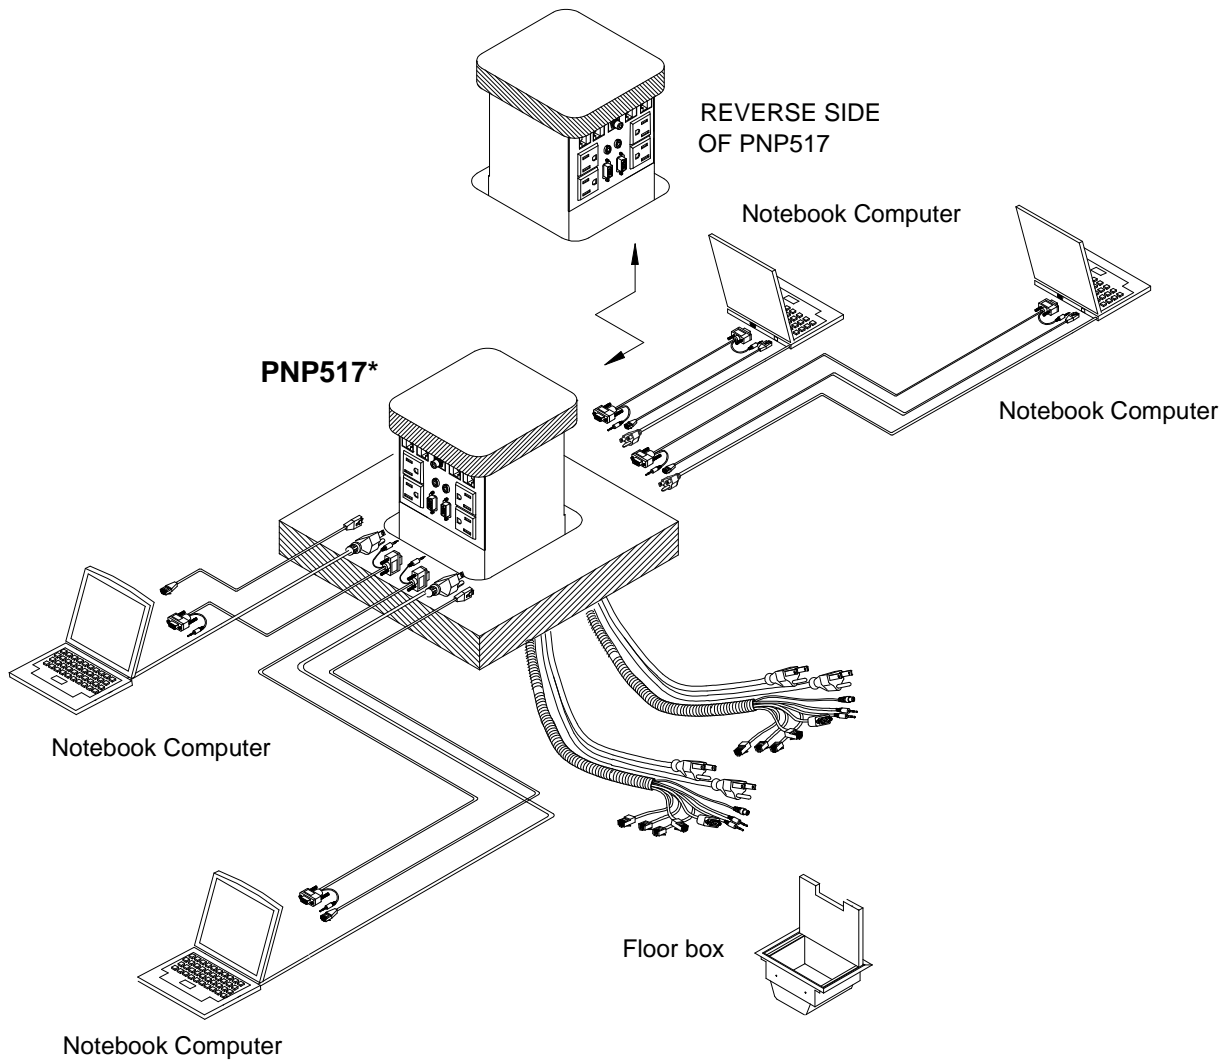 REVERSE SIDE
OF PNP517
Notebook Computer
PNP517*
Notebook Computer
Notebook Computer
Floor box
Notebook Computer